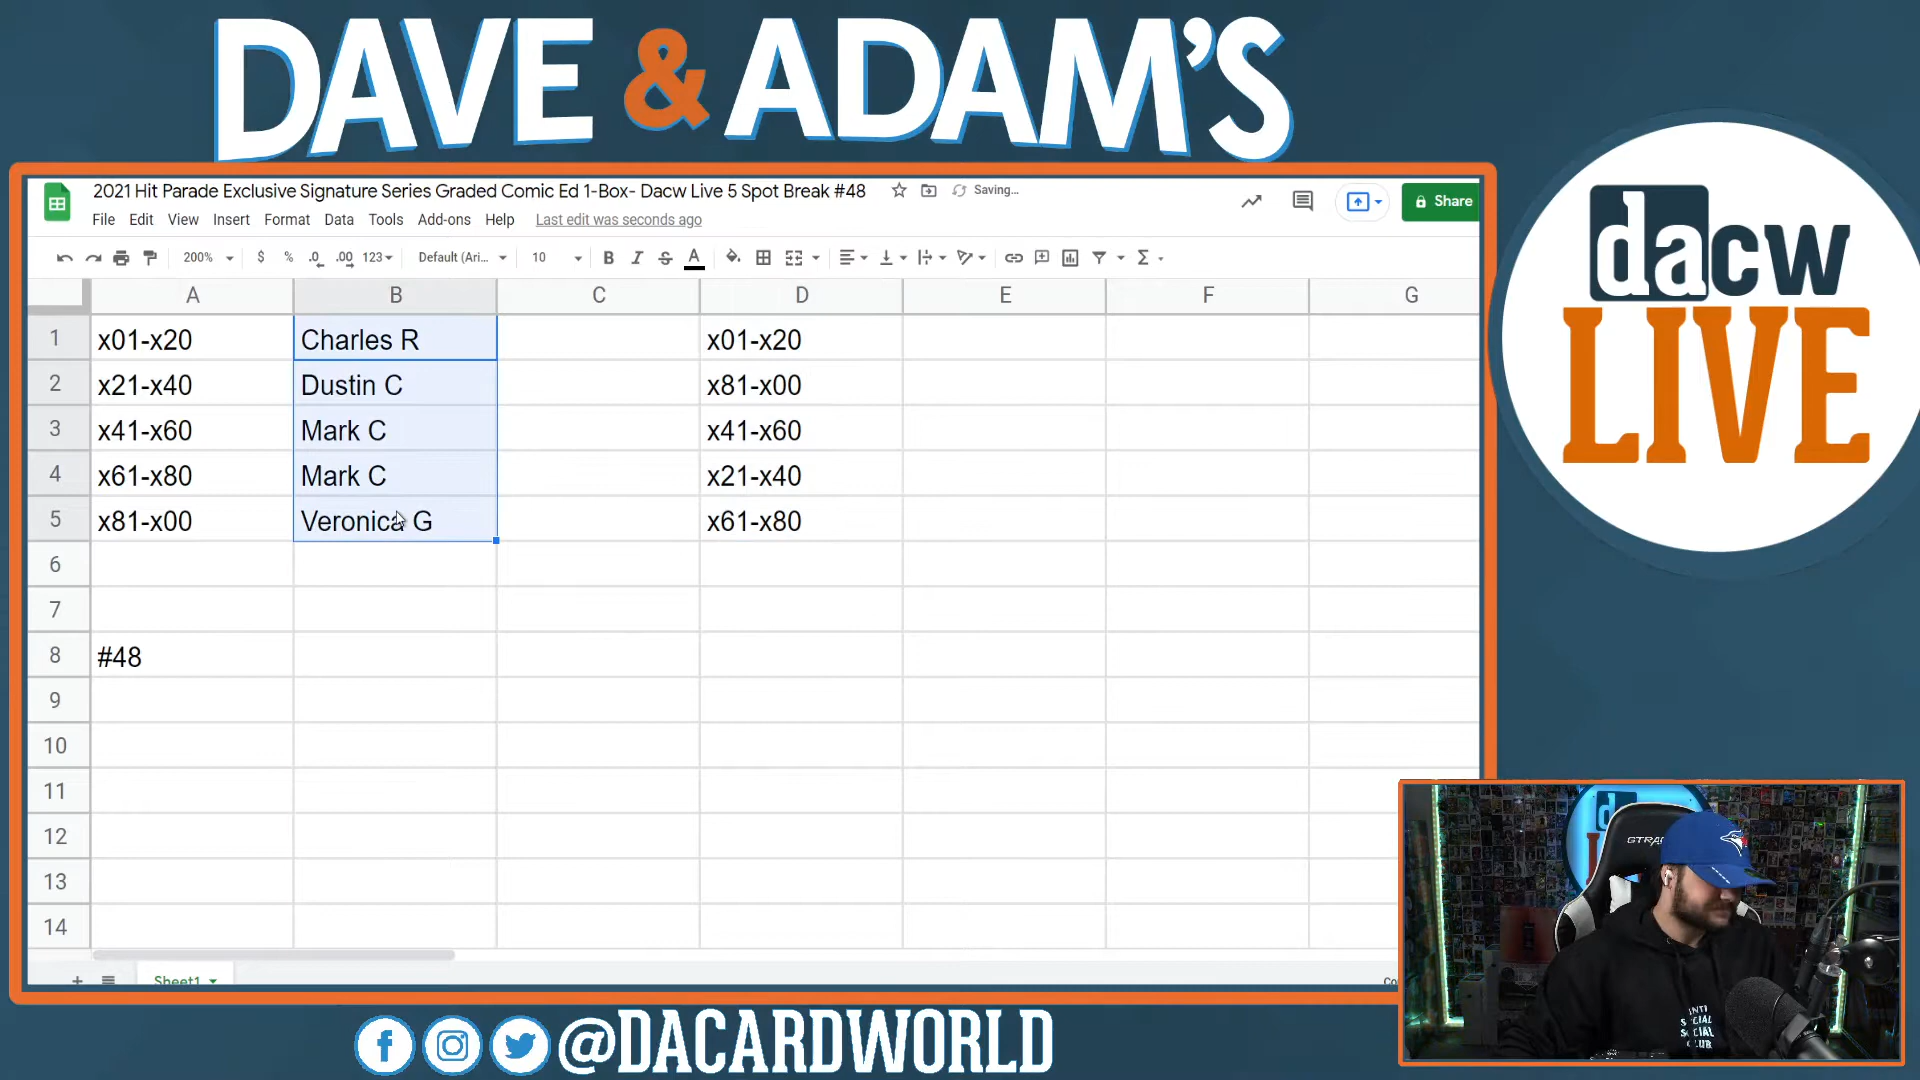 DAVE & ADAM'S
2021 Hit Parade Exclusive Signature Series Graded Comic Ed 1-Box- Dacw Live 5 Spot Break #48 Saving...
File Edit View Insert Format Data Tools Add-ons Help Last edit was seconds ago
Share
200% $ % .0 .00 123 Default (Ari... 10 B I S A Σ
A B C D E F G
1 x01-x20 Charles R x01-x20
2 x21-x40 Dustin C x81-x00
3 x41-x60 Mark C x41-x60
4 x61-x80 Mark C x21-x40
5 x81-x00 Veronica G x61-x80
6
7
8 #48
9
10
11
12
13
14
Sheet1
dacw
LIVE
ANTI
SOCIAL
SOCIAL
CLUB
@DACARDWORLD